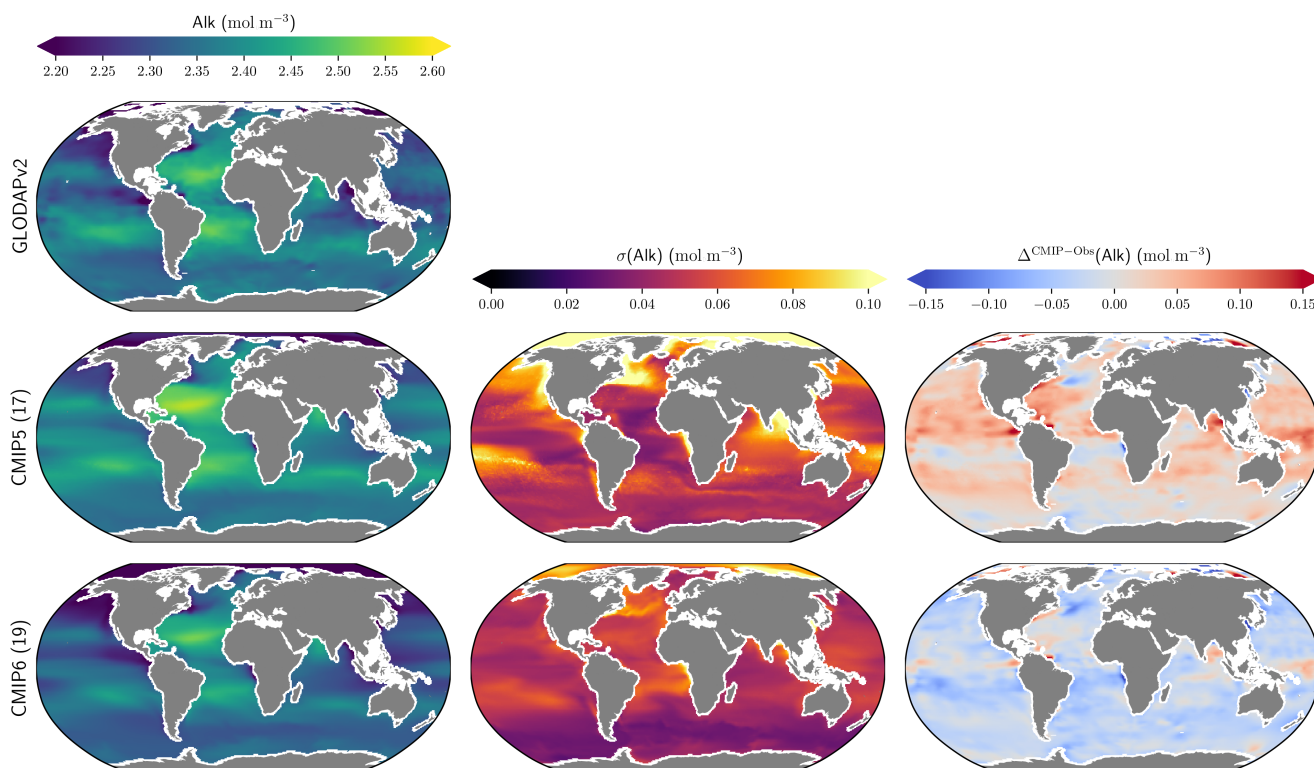 Alk (mol m⁻³)
2.20 2.25 2.30 2.35 2.40 2.45 2.50 2.55 2.60
GLODAPv2
σ(Alk) (mol m⁻³)
0.00 0.02 0.04 0.06 0.08 0.10
Δ^CMIP−Obs(Alk) (mol m⁻³)
−0.15 −0.10 −0.05 0.00 0.05 0.10 0.15
CMIP5 (17)
CMIP6 (19)